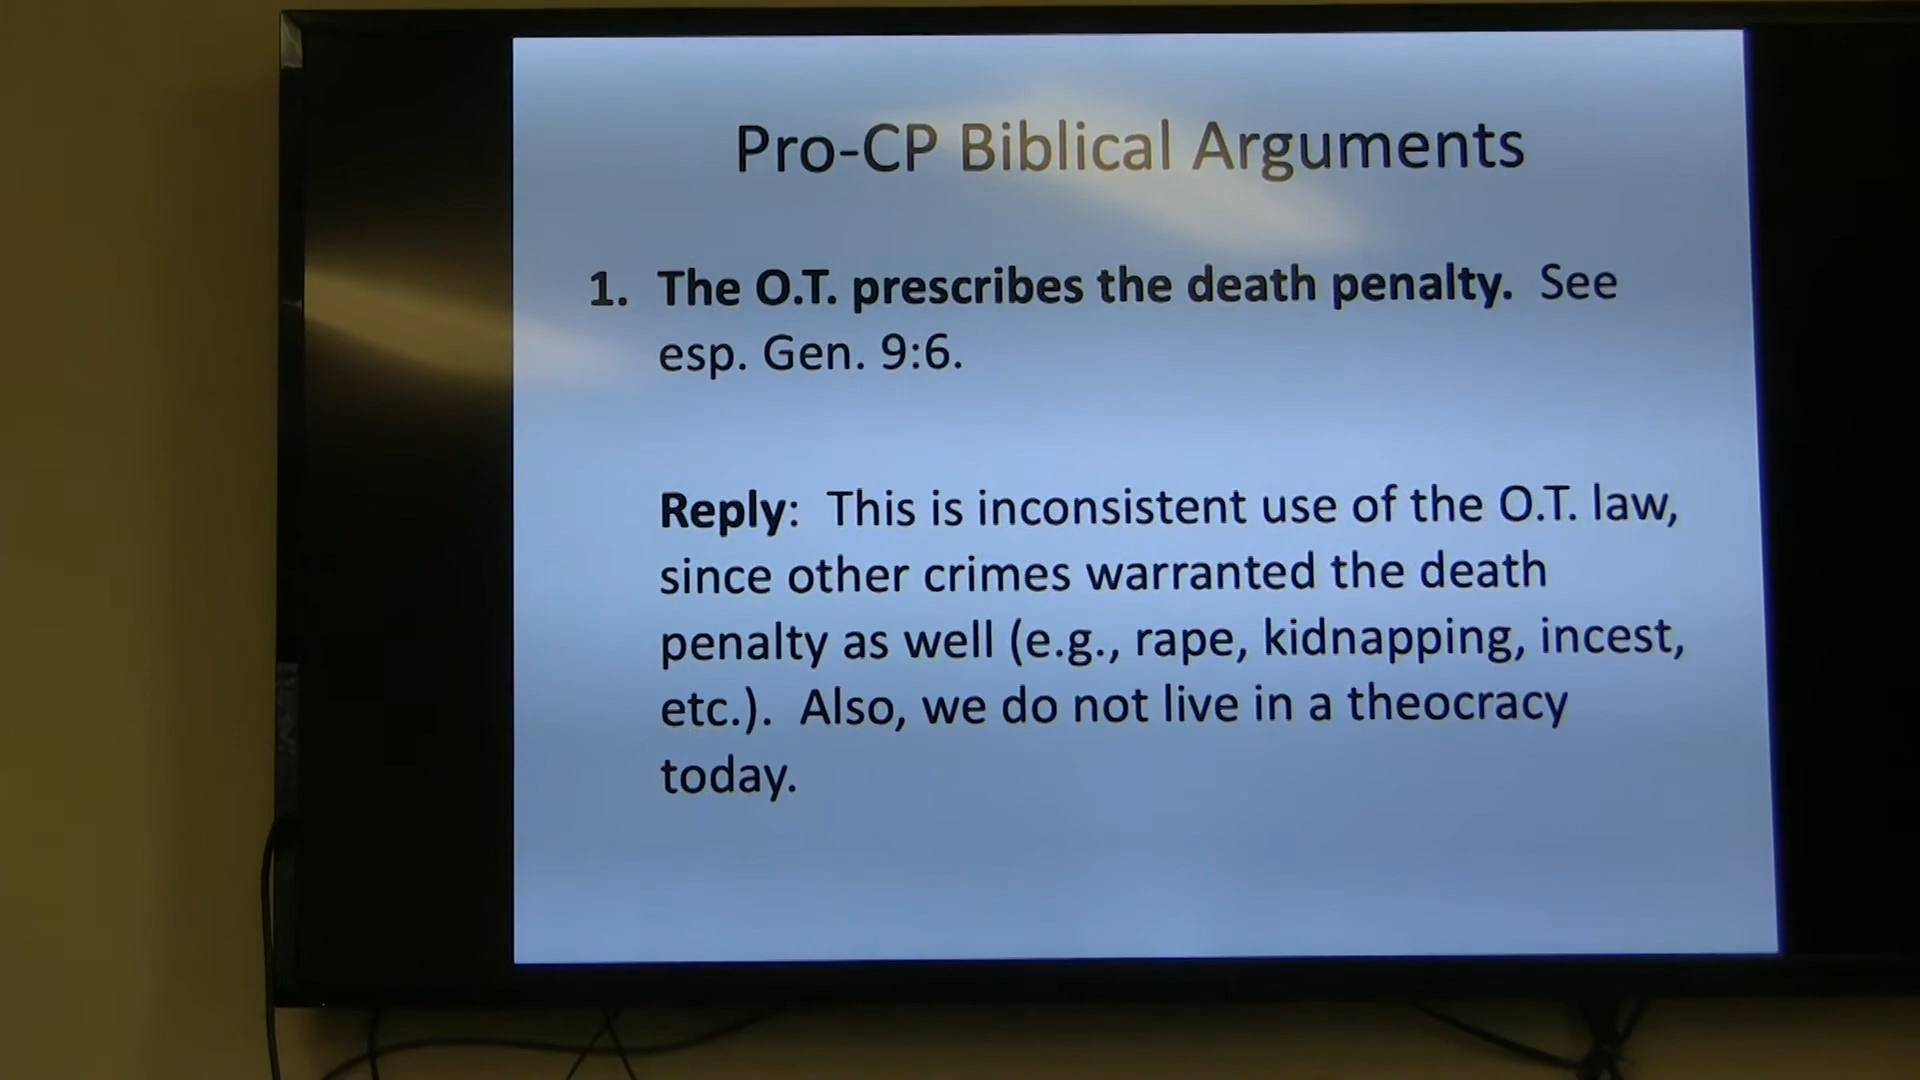 Pro-CP Biblical Arguments
1. The O.T. prescribes the death penalty. See
esp. Gen. 9:6.
Reply: This is inconsistent use of the O.T. law,
since other crimes warranted the death
penalty as well (e.g., rape, kidnapping, incest,
etc.). Also, we do not live in a theocracy
today.